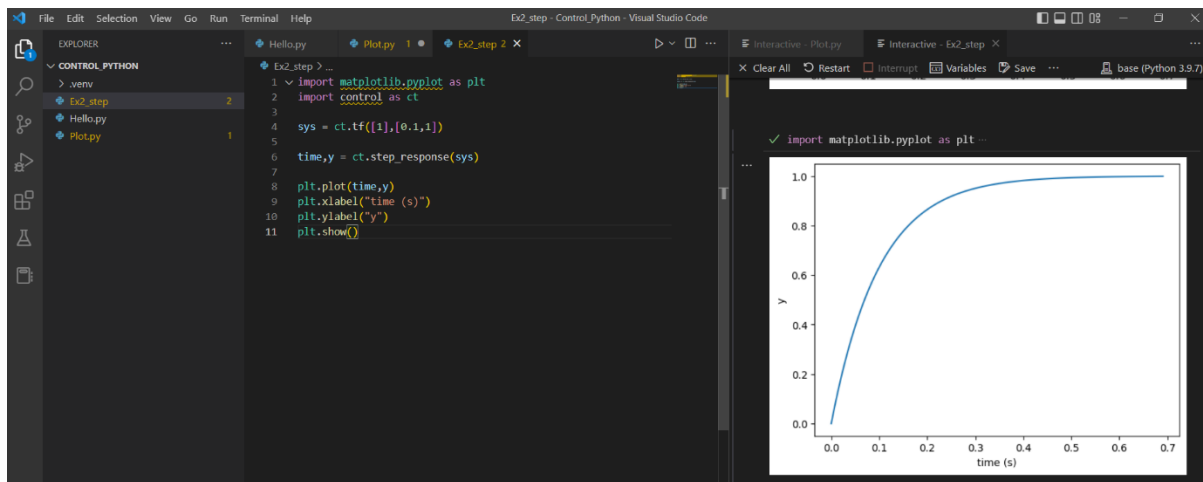 File Edit Selection View Go Run Terminal Help
Ex2_step - Control_Python - Visual Studio Code
EXPLORER ...
CONTROL_PYTHON
.venv
Ex2_step 2
Hello.py
Plot.py 1
Hello.py Plot.py 1 Ex2_step 2
Ex2_step > ...
1 import matplotlib.pyplot as plt
2 import control as ct
3
4 sys = ct.tf([1],[0.1,1])
5
6 time,y = ct.step_response(sys)
7
8 plt.plot(time,y)
9 plt.xlabel("time (s)")
10 plt.ylabel("y")
11 plt.show()
Interactive - Plot.py Interactive - Ex2_step
Clear All Restart Interrupt Variables Save ... base (Python 3.9.7)
import matplotlib.pyplot as plt ...
1.0
0.8
0.6
0.4
0.2
0.0
y
0.0 0.1 0.2 0.3 0.4 0.5 0.6 0.7
time (s)